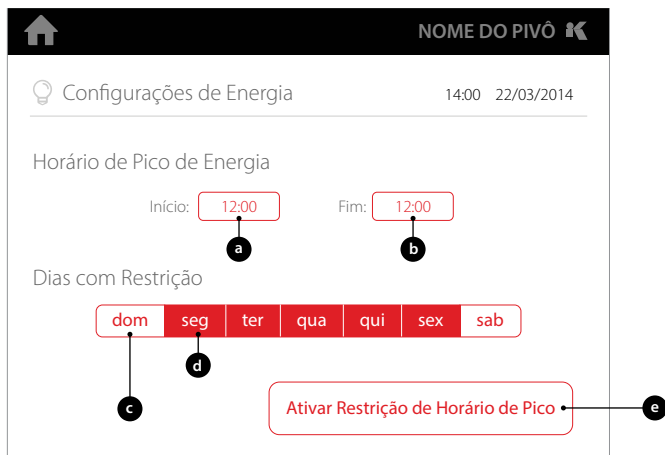 NOME DO PIVÔ
Configurações de Energia 14:00 22/03/2014
Horário de Pico de Energia
Início: 12:00 Fim: 12:00
a b
Dias com Restrição
dom seg ter qua qui sex sab
d
c
Ativar Restrição de Horário de Pico e